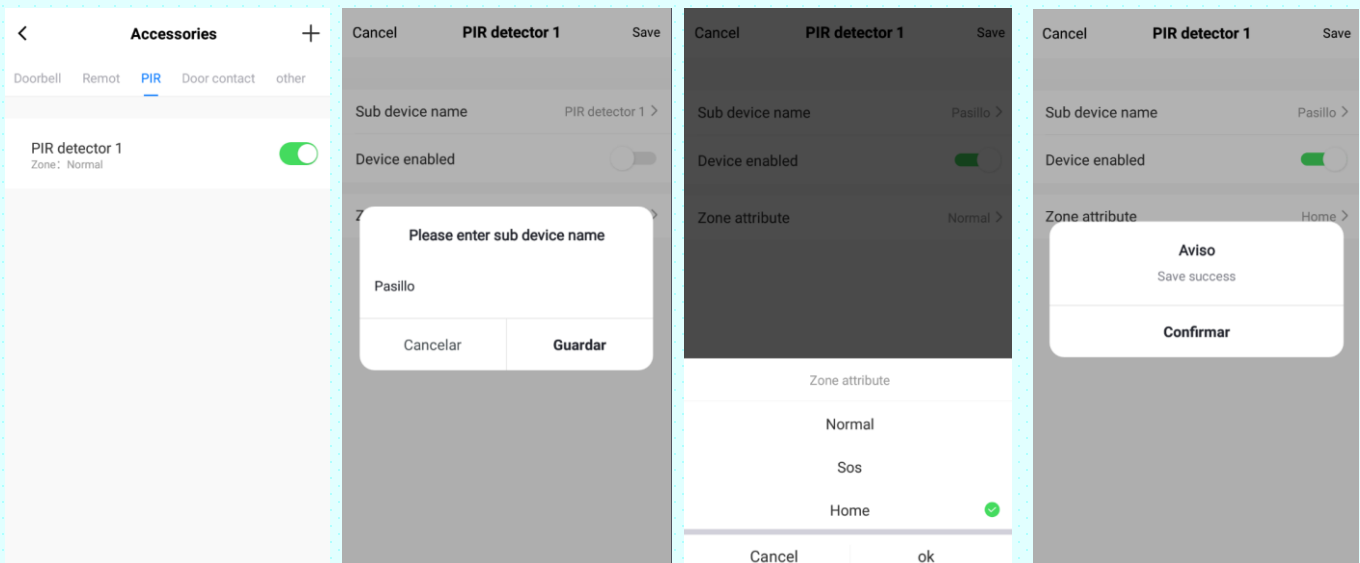 Accessories
Doorbell Remot PIR Door contact other
PIR detector 1
Zone: Normal
Cancel PIR detector 1 Save
Sub device name PIR detector 1
Device enabled
Z
Please enter sub device name
Pasillo
Cancelar Guardar
Cancel PIR detector 1 Save
Sub device name Pasillo
Device enabled
Zone attribute Normal
Zone attribute
Normal
Sos
Home
Cancel ok
Cancel PIR detector 1 Save
Sub device name Pasillo
Device enabled
Zone attribute Home
Aviso
Save success
Confirmar